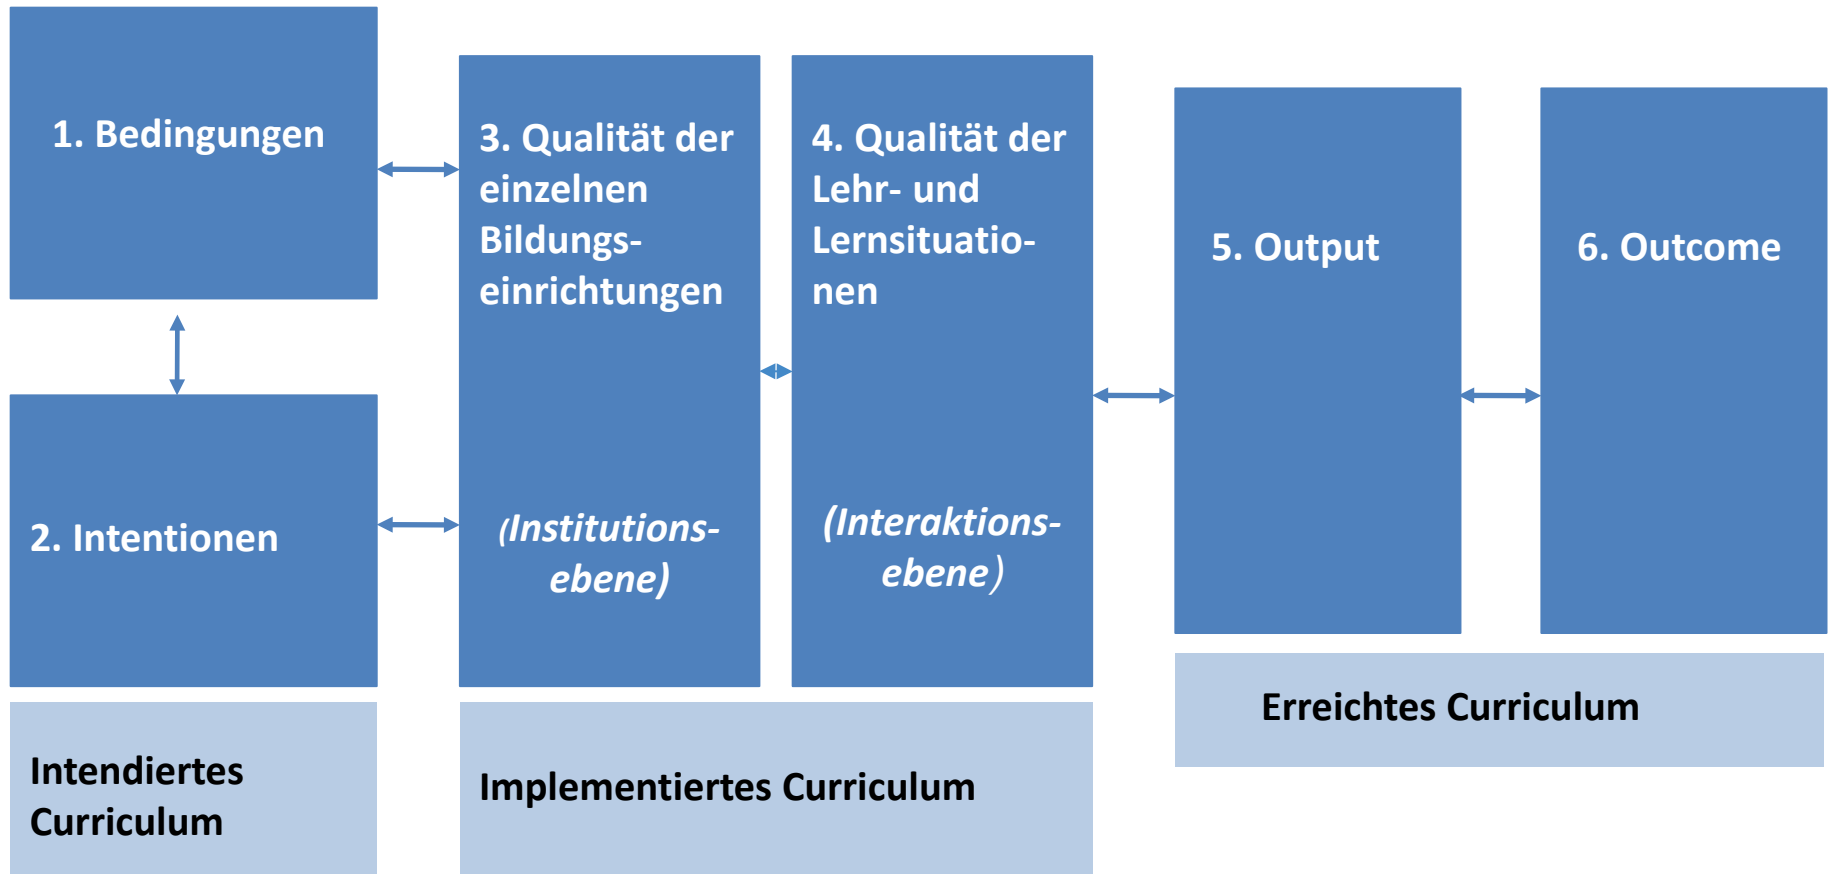 1. Bedingungen
2. Intentionen
Intendiertes
Curriculum
3. Qualität der
einzelnen
Bildungs-
einrichtungen
(Institutions-
ebene)
4. Qualität der
Lehr- und
Lernsituatio-
nen
(Interaktions-
ebene)
Implementiertes Curriculum
5. Output
6. Outcome
Erreichtes Curriculum